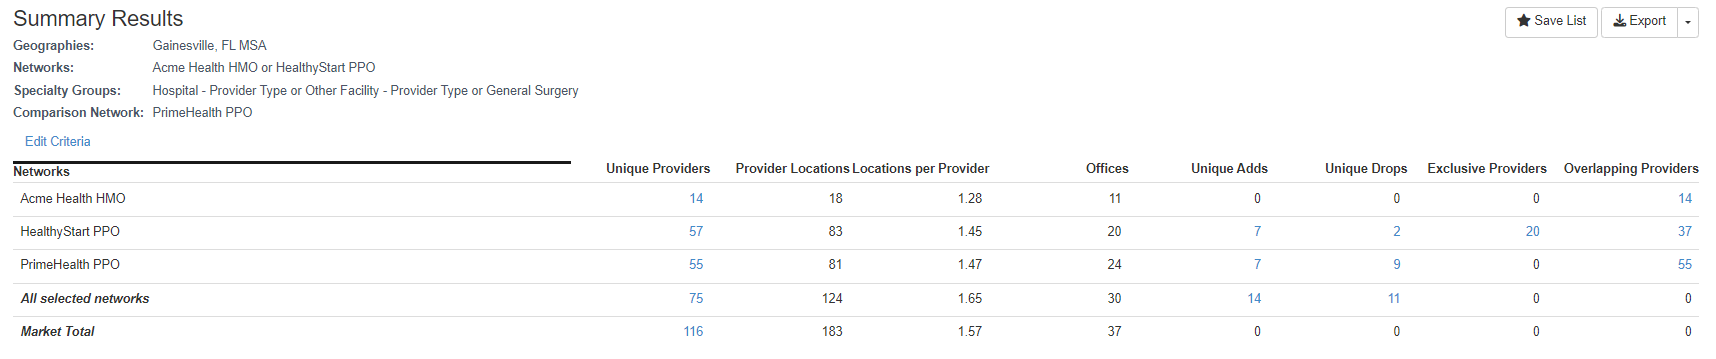 Summary Results
Save List
Export
Geographies: Gainesville, FL MSA
Networks: Acme Health HMO or HealthyStart PPO
Specialty Groups: Hospital - Provider Type or Other Facility - Provider Type or General Surgery
Comparison Network: PrimeHealth PPO
Edit Criteria
Networks Unique Providers Provider Locations Locations per Provider Offices Unique Adds Unique Drops Exclusive Providers Overlapping Providers
Acme Health HMO 14 18 1.28 11 0 0 0 14
HealthyStart PPO 57 83 1.45 20 7 2 20 37
PrimeHealth PPO 55 81 1.47 24 7 9 0 55
All selected networks 75 124 1.65 30 14 11 0 0
Market Total 116 183 1.57 37 0 0 0 0